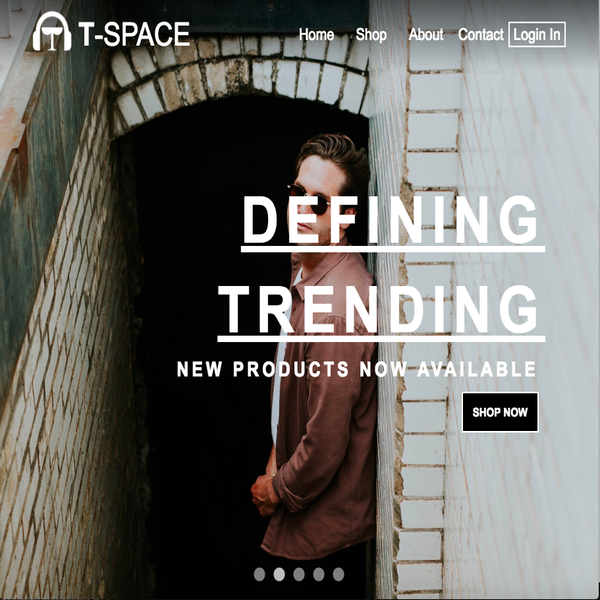 T-SPACE
Home Shop About Contact Login In
DEFINING
TRENDING
NEW PRODUCTS NOW AVAILABLE
SHOP NOW